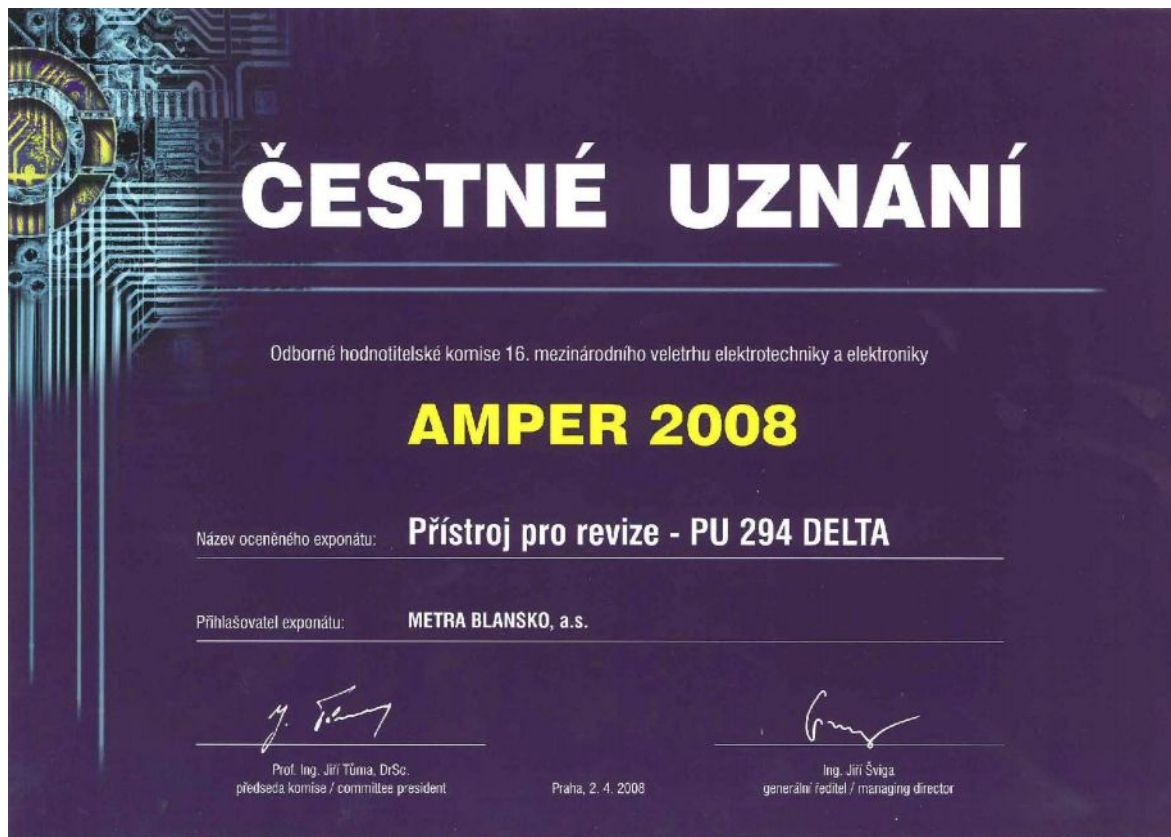 ČESTNÉ UZNÁNÍ
Odborné hodnotitelské komise 16. mezinárodního veletrhu elektrotechniky a elektroniky
AMPER 2008
Název oceněného exponátu: Přístroj pro revize - PU 294 DELTA
Přihlašovatel exponátu: METRA BLANSKO, a.s.
Prof. Ing. Jiří Tůma, DrSc.
předseda komise / committee president
Praha, 2. 4. 2008
Ing. Jiří Šviga
generální ředitel / managing director